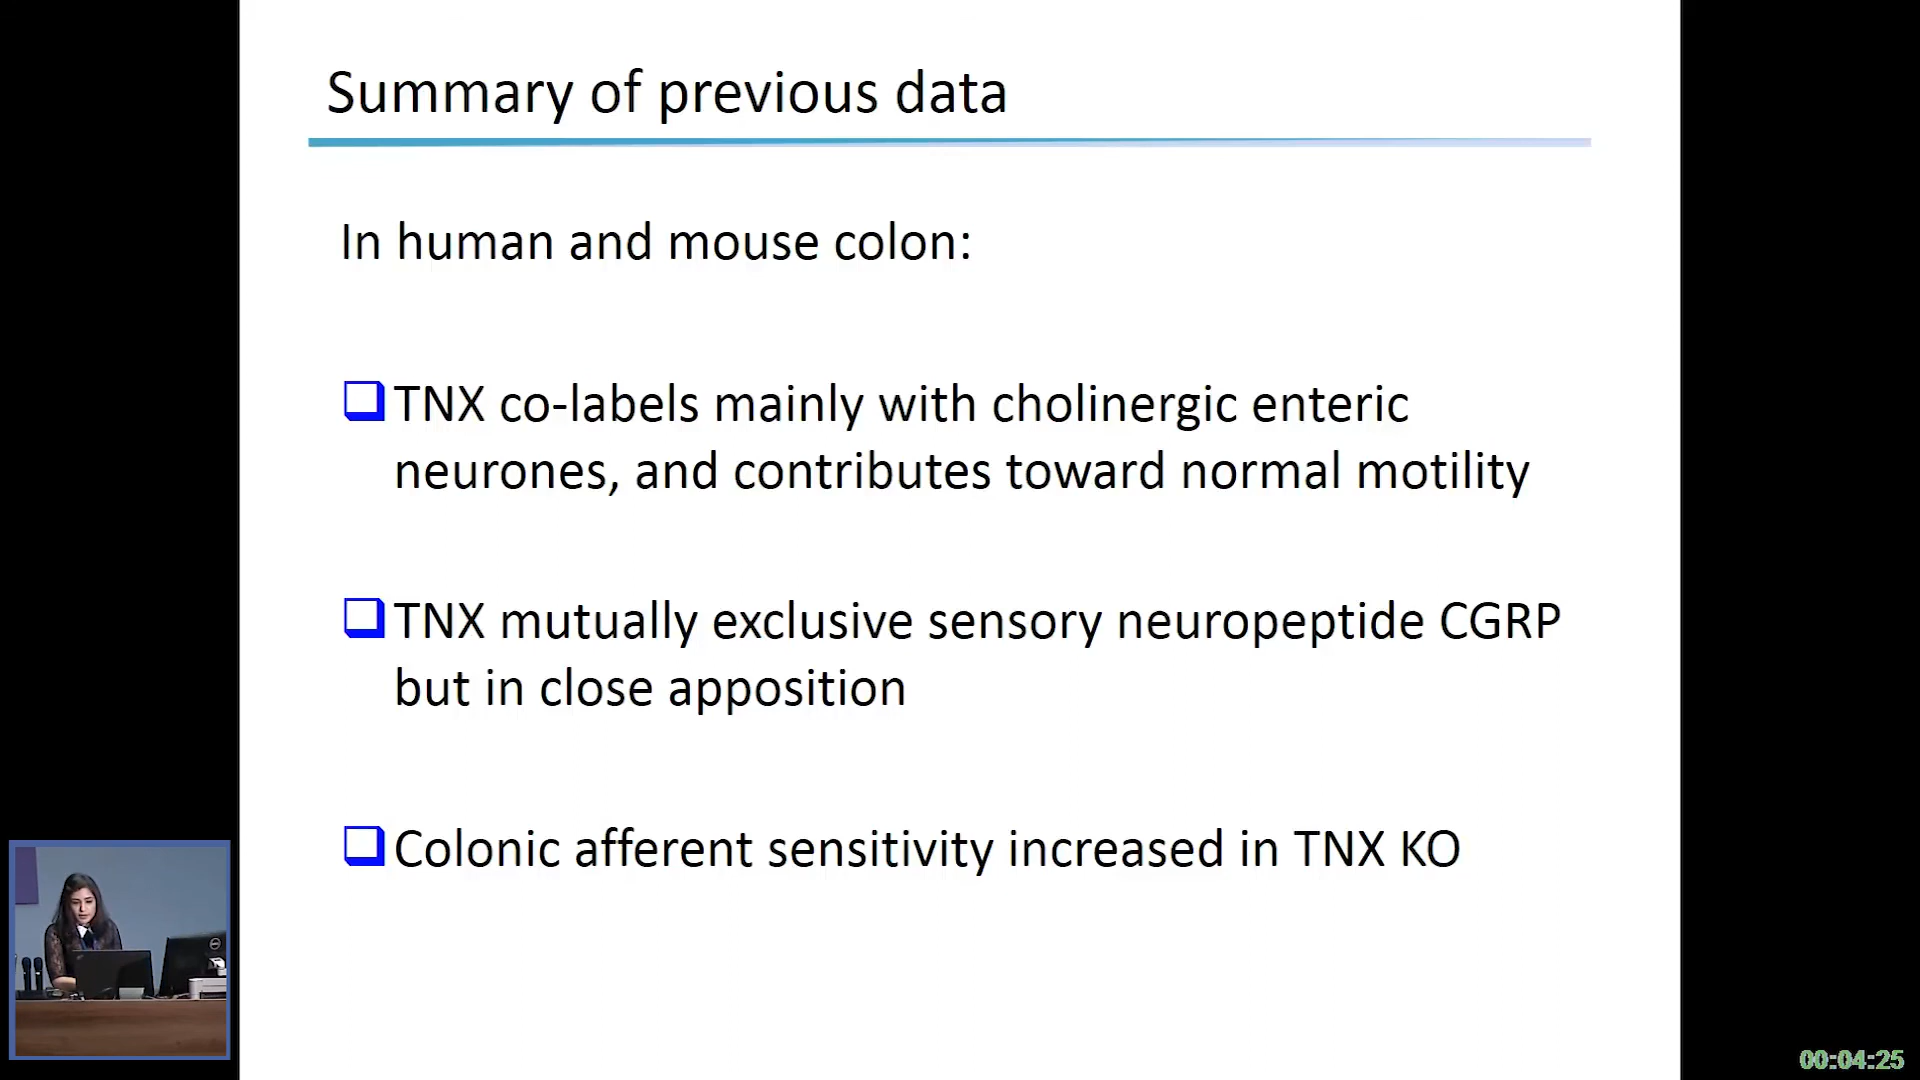 Summary of previous data
In human and mouse colon:
TNX co-labels mainly with cholinergic enteric
neurones, and contributes toward normal motility
TNX mutually exclusive sensory neuropeptide CGRP
but in close apposition
Colonic afferent sensitivity increased in TNX KO
00:04:25